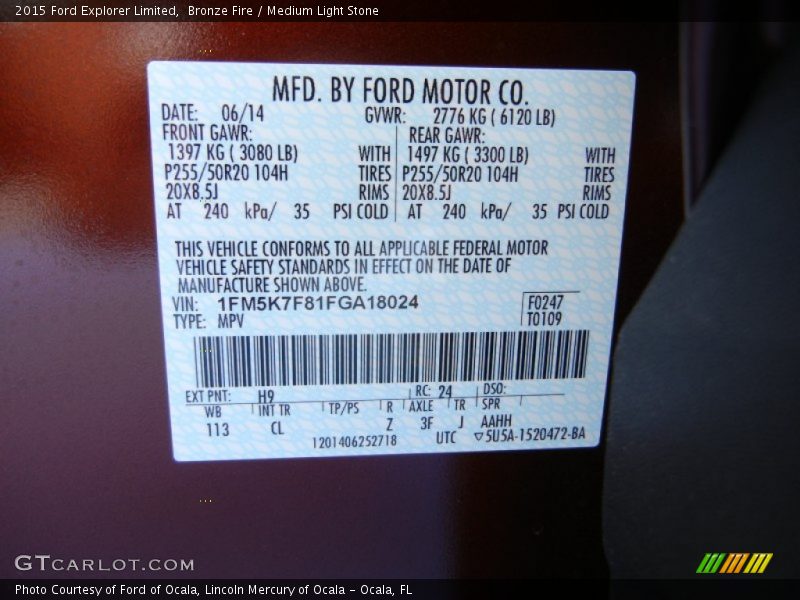 2015 Ford Explorer Limited, Bronze Fire / Medium Light Stone
MFD. BY FORD MOTOR CO.
DATE: 06/14 GVWR: 2776 KG ( 6120 LB)
FRONT GAWR: REAR GAWR:
1397 KG ( 3080 LB) WITH 1497 KG ( 3300 LB) WITH
P255/50R20 104H TIRES P255/50R20 104H TIRES
20X8.5J RIMS 20X8.5J RIMS
AT 240 kPa/ 35 PSI COLD AT 240 kPa/ 35 PSI COLD
THIS VEHICLE CONFORMS TO ALL APPLICABLE FEDERAL MOTOR
VEHICLE SAFETY STANDARDS IN EFFECT ON THE DATE OF
MANUFACTURE SHOWN ABOVE.
VIN: 1FM5K7F81FGA18024 F0247
TYPE: MPV T0109
EXT PNT: H9 RC: 24 DSO:
WB INT TR TP/PS R AXLE TR SPR
113 CL Z 3F J AAHH
1201406252718 UTC ▽5U5A-1520472-BA
GTCARLOT.COM
Photo Courtesy of Ford of Ocala, Lincoln Mercury of Ocala - Ocala, FL